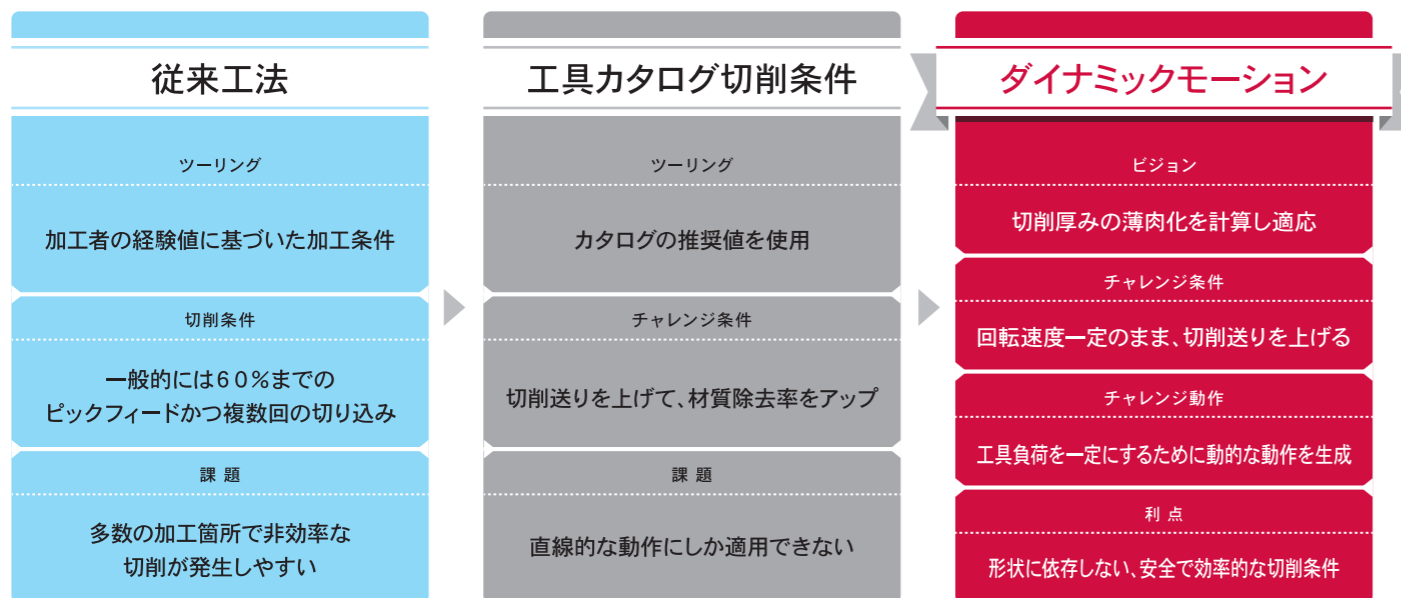 従来工法
ツーリング
加工者の経験値に基づいた加工条件
切削条件
一般的には60%までの
ピックフィードかつ複数回の切り込み
課題
多数の加工箇所で非効率な
切削が発生しやすい
工具カタログ切削条件
ツーリング
カタログの推奨値を使用
チャレンジ条件
切削送りを上げて、材質除去率をアップ
課題
直線的な動作にしか適用できない
ダイナミックモーション
ビジョン
切削厚みの薄肉化を計算し適応
チャレンジ条件
回転速度一定のまま、切削送りを上げる
チャレンジ動作
工具負荷を一定にするために動的な動作を生成
利点
形状に依存しない、安全で効率的な切削条件